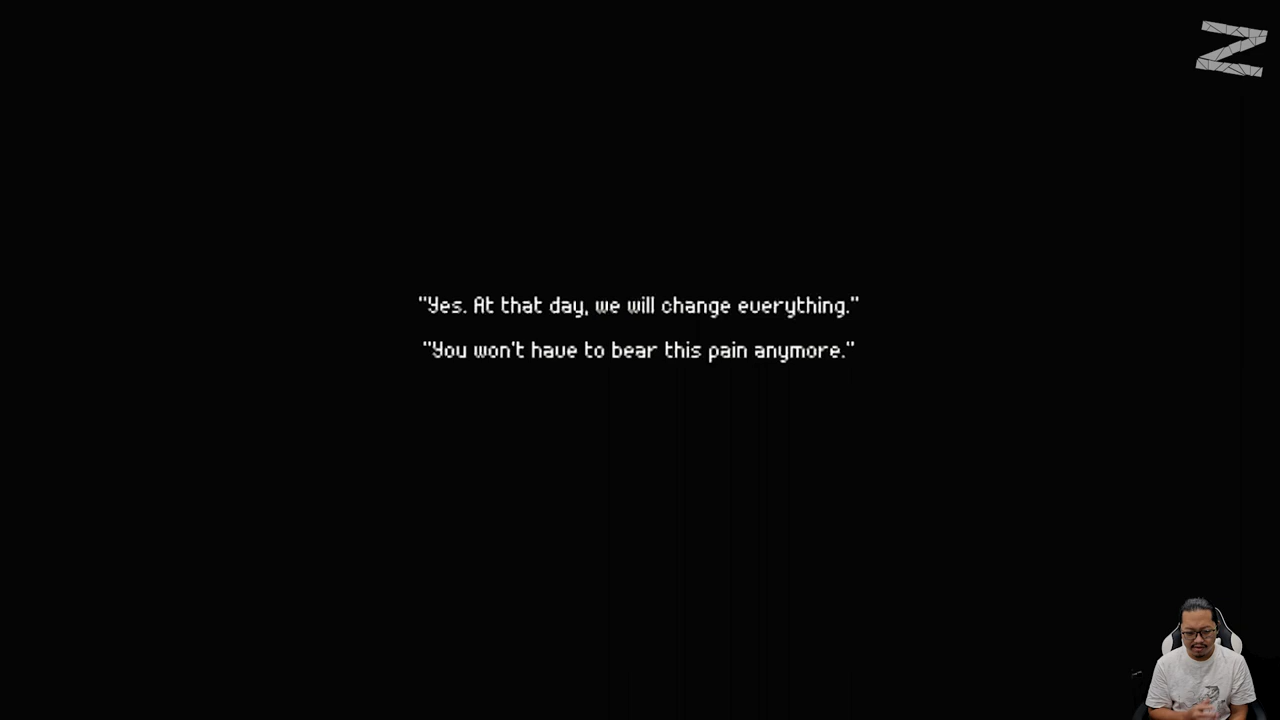 "Yes. At that day, we will change everything."
"You won't have to bear this pain anymore."